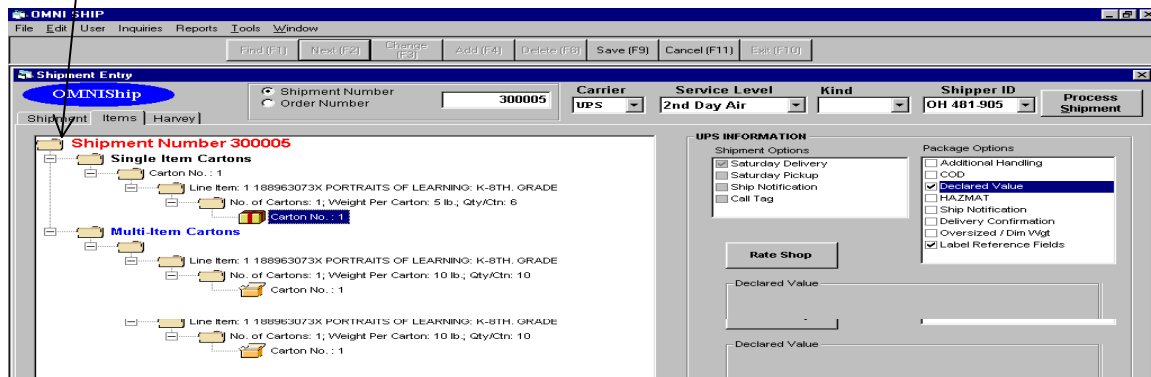 OMNI SHIP
File Edit User Inquiries Reports Tools Window
Find (F1) Next (F2) Change (F3) Add (F4) Delete (F6) Save (F9) Cancel (F11) Exit (F10)
Shipment Entry
OMNIShip
Shipment Number
Order Number
300005
Carrier
UPS
Service Level
2nd Day Air
Kind
Shipper ID
OH 481-905
Process Shipment
Shipment Items Harvey
Shipment Number 300005
Single Item Cartons
Carton No. : 1
Line Item: 1 188963073X PORTRAITS OF LEARNING: K-8TH. GRADE
No. of Cartons: 1; Weight Per Carton: 5 lb.; Qty/Ctn: 6
Carton No. : 1
Multi-Item Cartons
Line Item: 1 188963073X PORTRAITS OF LEARNING: K-8TH. GRADE
No. of Cartons: 1; Weight Per Carton: 10 lb.; Qty/Ctn: 10
Carton No. : 1
Line Item: 1 188963073X PORTRAITS OF LEARNING: K-8TH. GRADE
No. of Cartons: 1; Weight Per Carton: 10 lb.; Qty/Ctn: 10
Carton No. : 1
UPS INFORMATION
Shipment Options
Saturday Delivery
Saturday Pickup
Ship Notification
Call Tag
Package Options
Additional Handling
COD
Declared Value
HAZMAT
Ship Notification
Delivery Confirmation
Oversized / Dim Wgt
Label Reference Fields
Rate Shop
Declared Value
Declared Value